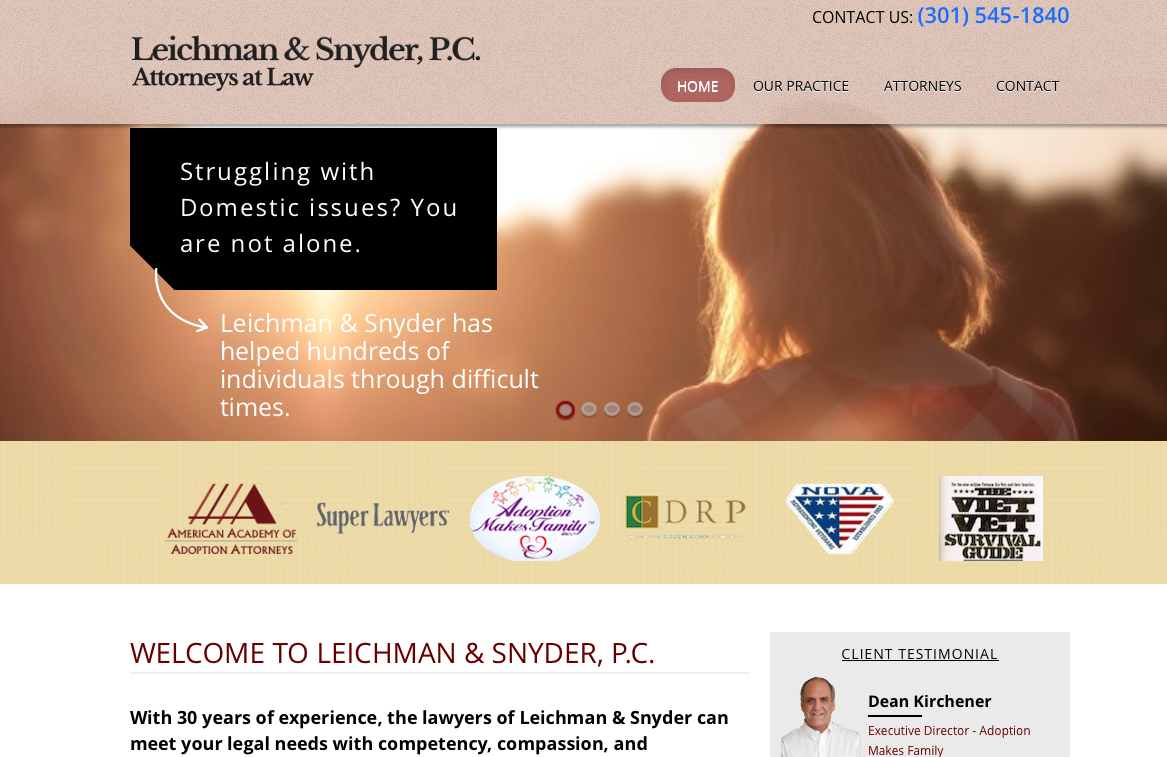 CONTACT US: (301) 545-1840
Leichman & Snyder, P.C.
Attorneys at Law
HOME OUR PRACTICE ATTORNEYS CONTACT
Struggling with
Domestic issues? You
are not alone.
Leichman & Snyder has
helped hundreds of
individuals through difficult
times.
AMERICAN ACADEMY OF
ADOPTION ATTORNEYS
Super Lawyers
Adoption
Makes Family
CDRP
NOVA
THE
VIET
VET
SURVIVAL
GUIDE
WELCOME TO LEICHMAN & SNYDER, P.C.
With 30 years of experience, the lawyers of Leichman & Snyder can
meet your legal needs with competency, compassion, and
CLIENT TESTIMONIAL
Dean Kirchener
Executive Director - Adoption
Makes Family